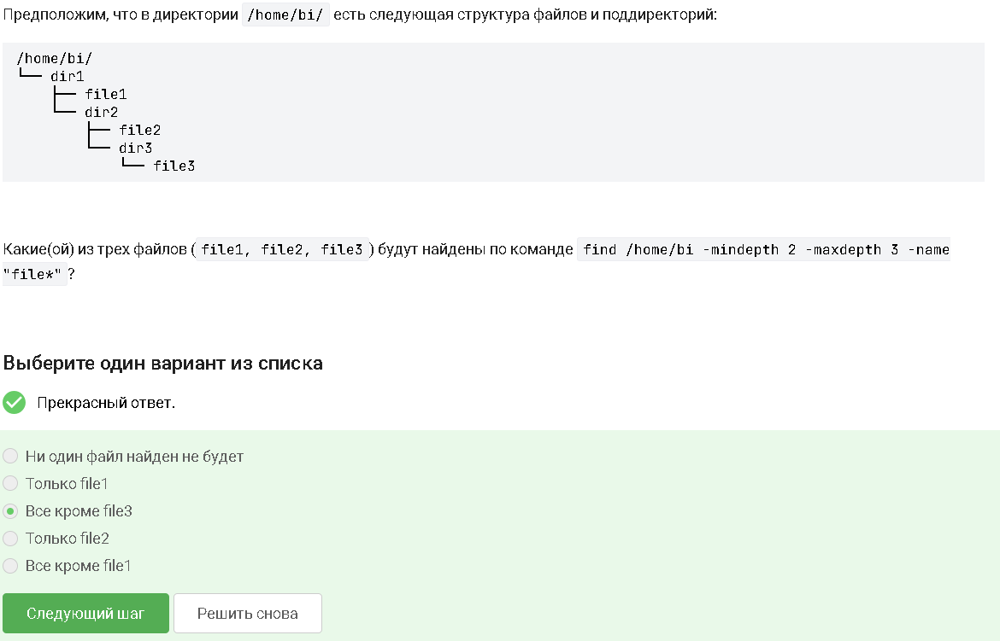 Предположим, что в директории /home/bi/ есть следующая структура файлов и поддиректорий:
/home/bi/
└── dir1
    ├── file1
    └── dir2
        ├── file2
        └── dir3
            └── file3
Какие(ой) из трех файлов ( file1, file2, file3 ) будут найдены по команде find /home/bi -mindepth 2 -maxdepth 3 -name
"file*" ?
Выберите один вариант из списка
Прекрасный ответ.
Ни один файл найден не будет
Только file1
Все кроме file3
Только file2
Все кроме file1
Следующий шаг Решить снова